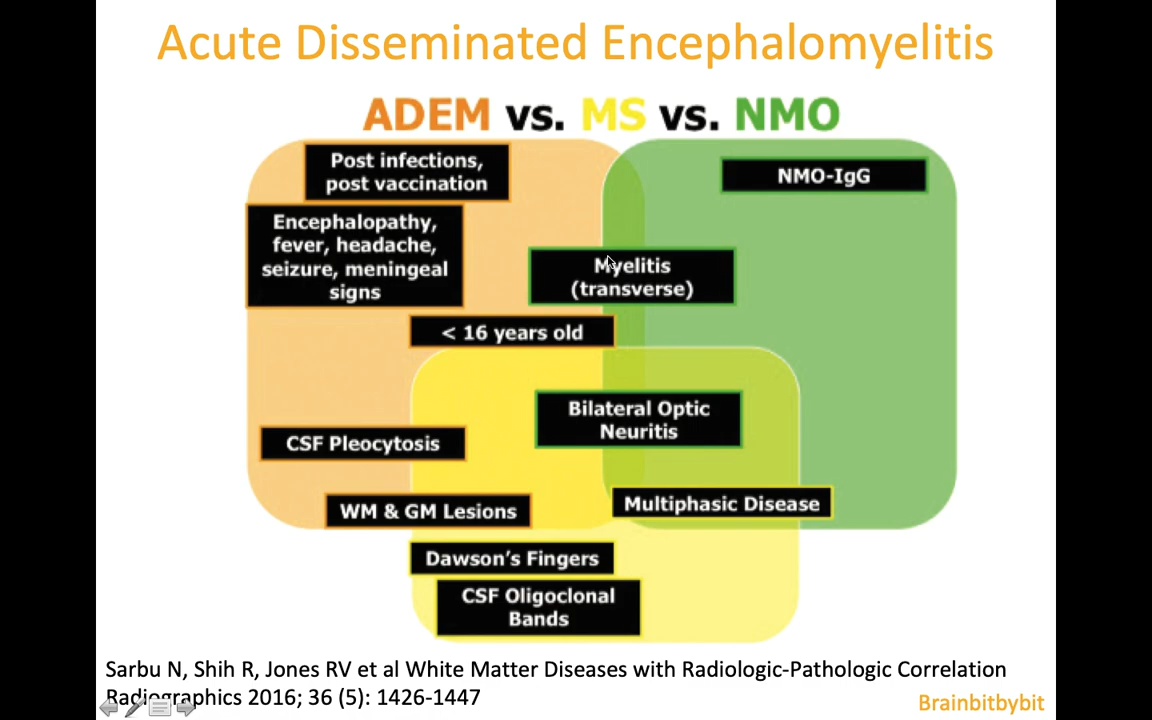 Acute Disseminated Encephalomyelitis
ADEM vs. MS vs. NMO
Post infections,
post vaccination
NMO-IgG
Encephalopathy,
fever, headache,
seizure, meningeal
signs
Myelitis
(transverse)
< 16 years old
Bilateral Optic
Neuritis
CSF Pleocytosis
Multiphasic Disease
WM & GM Lesions
Dawson's Fingers
CSF Oligoclonal
Bands
Sarbu N, Shih R, Jones RV et al White Matter Diseases with Radiologic-Pathologic Correlation
Radiographics 2016; 36 (5): 1426-1447
Brainbitbybit